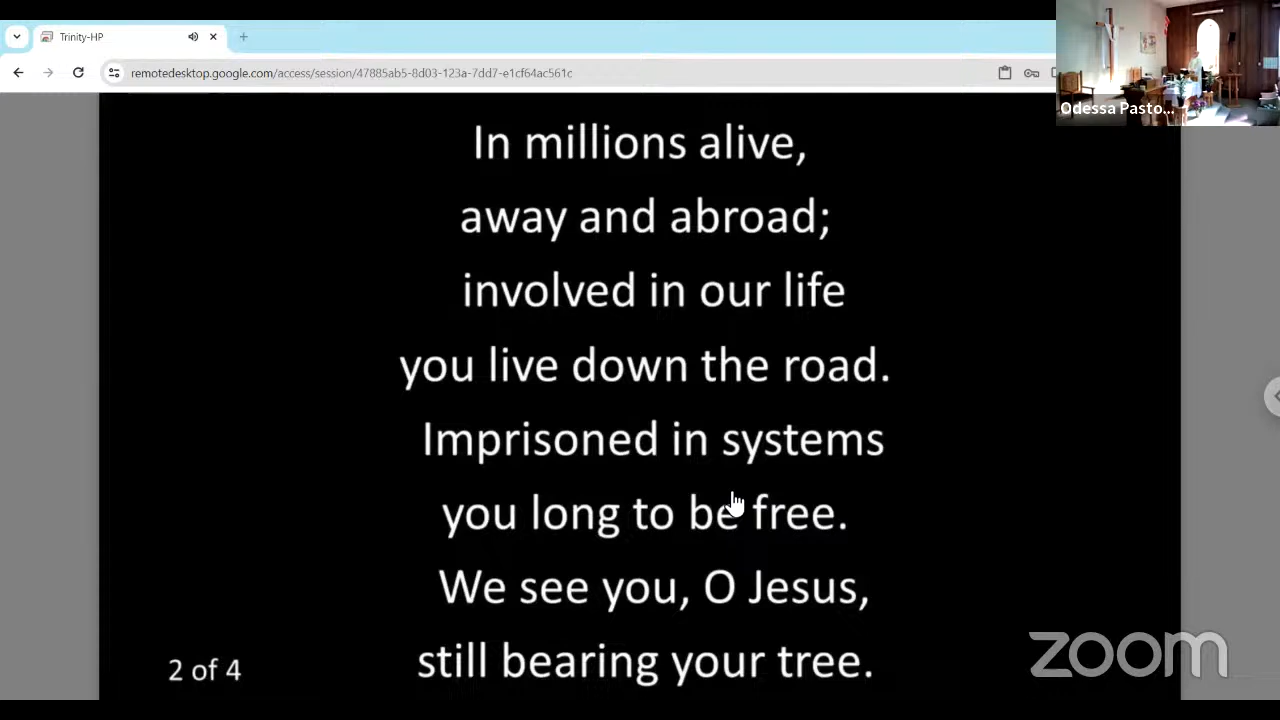 Trinity-HP
remotedesktop.google.com/access/session/47885ab5-8d03-123a-7dd7-e1cf64ac561c
Odessa Pasto...
In millions alive,
away and abroad;
involved in our life
you live down the road.
Imprisoned in systems
you long to be free.
We see you, O Jesus,
still bearing your tree.
2 of 4
zoom